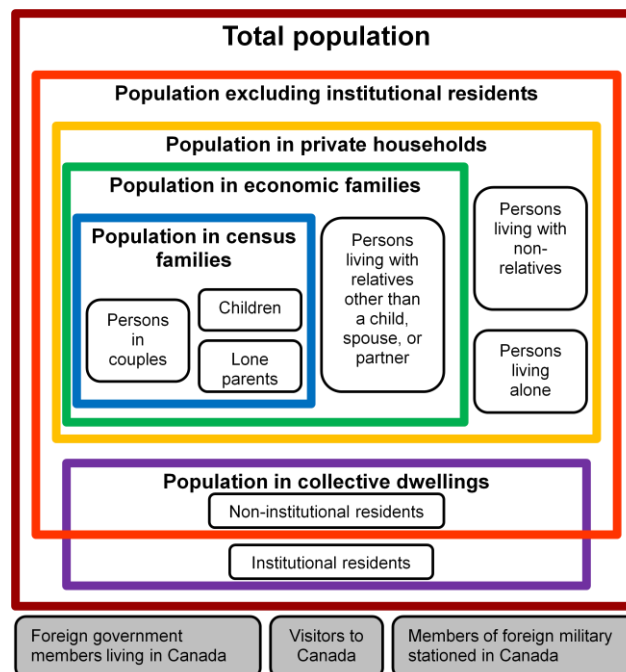 Total population
Population excluding institutional residents
Population in private households
Population in economic families
Population in census
families
Persons
in
couples
Children
Lone
parents
Persons
living with
relatives
other than
a child,
spouse, or
partner
Persons
living with
non-
relatives
Persons
living
alone
Population in collective dwellings
Non-institutional residents
Institutional residents
Foreign government
members living in Canada
Visitors to
Canada
Members of foreign military
stationed in Canada